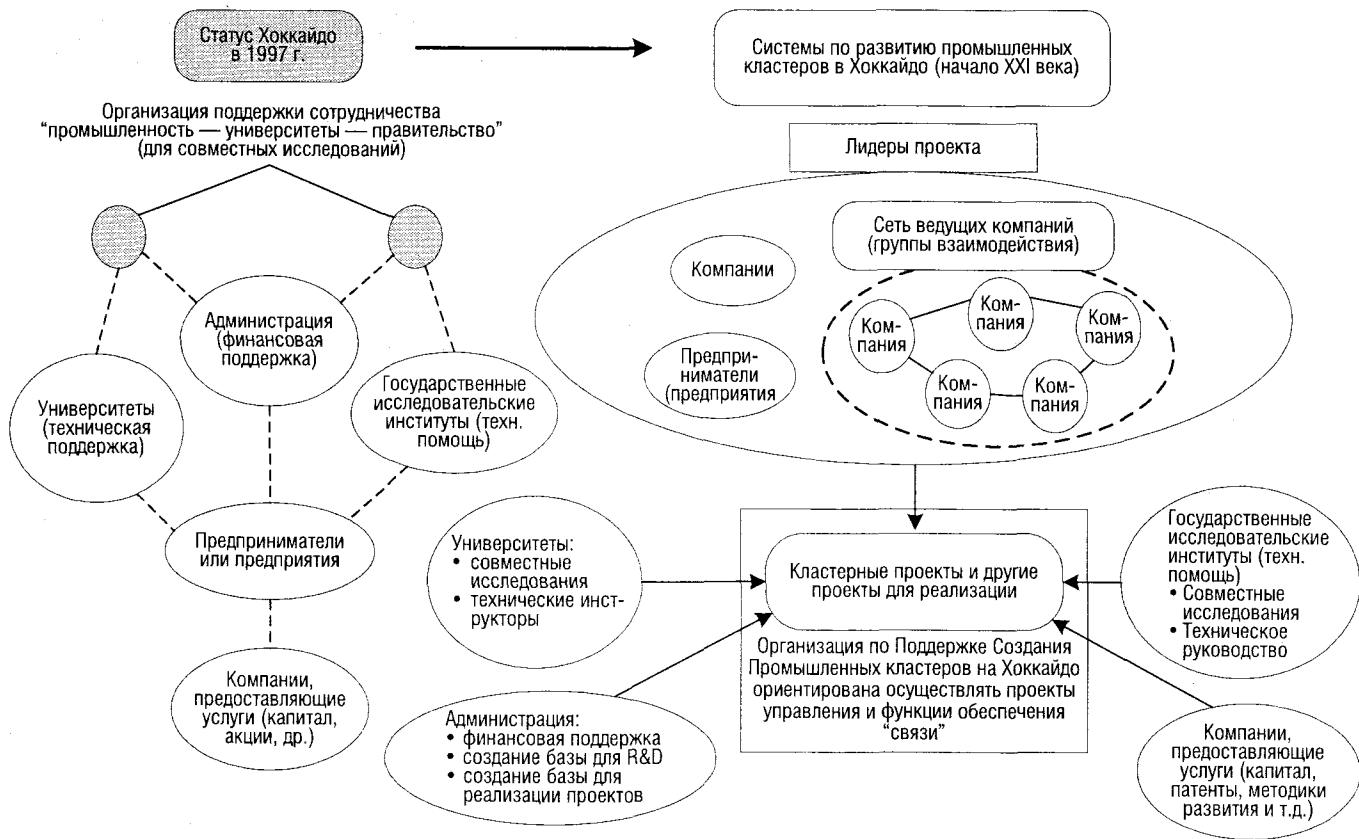 Статус Хоккайдо
в 1997 г.
Организация поддержки сотрудничества
“промышленность — университеты — правительство”
(для совместных исследований)
Администрация
(финансовая
поддержка)
Университеты
(техническая
поддержка)
Государственные
исследовательские
институты (техн.
помощь)
Предприниматели
или предприятия
Компании,
предоставляющие
услуги (капитал,
акции, др.)
Системы по развитию промышленных
кластеров в Хоккайдо (начало XXI века)
Лидеры проекта
Сеть ведущих компаний
(группы взаимодействия)
Компании
Предпри-
ниматели
(предприятия
Ком-
пания
Ком-
пания
Ком-
пания
Ком-
пания
Ком-
пания
Университеты:
• совместные
исследования
• технические инст-
рукторы
Кластерные проекты и другие
проекты для реализации
Организация по Поддержке Создания
Промышленных кластеров на Хоккайдо
ориентирована осуществлять проекты
управления и функции обеспечения
“связи”
Государственные
исследовательские
институты (техн.
помощь)
• Совместные
исследования
• Техническое
руководство
Администрация:
• финансовая поддержка
• создание базы для R&D
• создание базы для
реализации проектов
Компании,
предоставляющие
услуги (капитал,
патенты, методики
развития и т.д.)